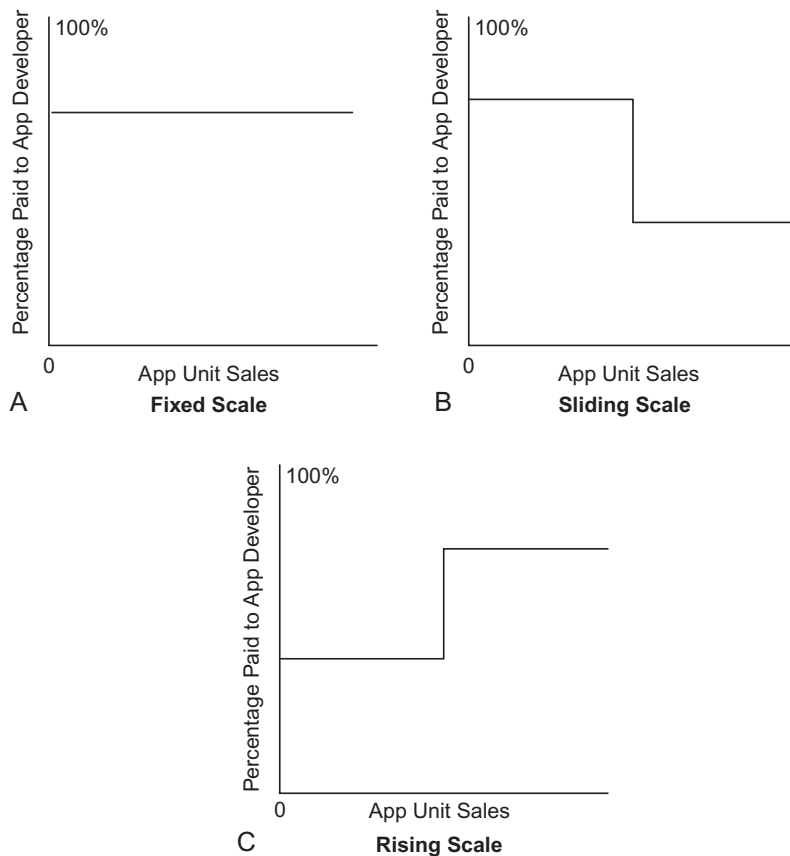 100%
Percentage Paid to App Developer
0
App Unit Sales
A
Fixed Scale
100%
Percentage Paid to App Developer
0
App Unit Sales
B
Sliding Scale
100%
Percentage Paid to App Developer
0
App Unit Sales
C
Rising Scale